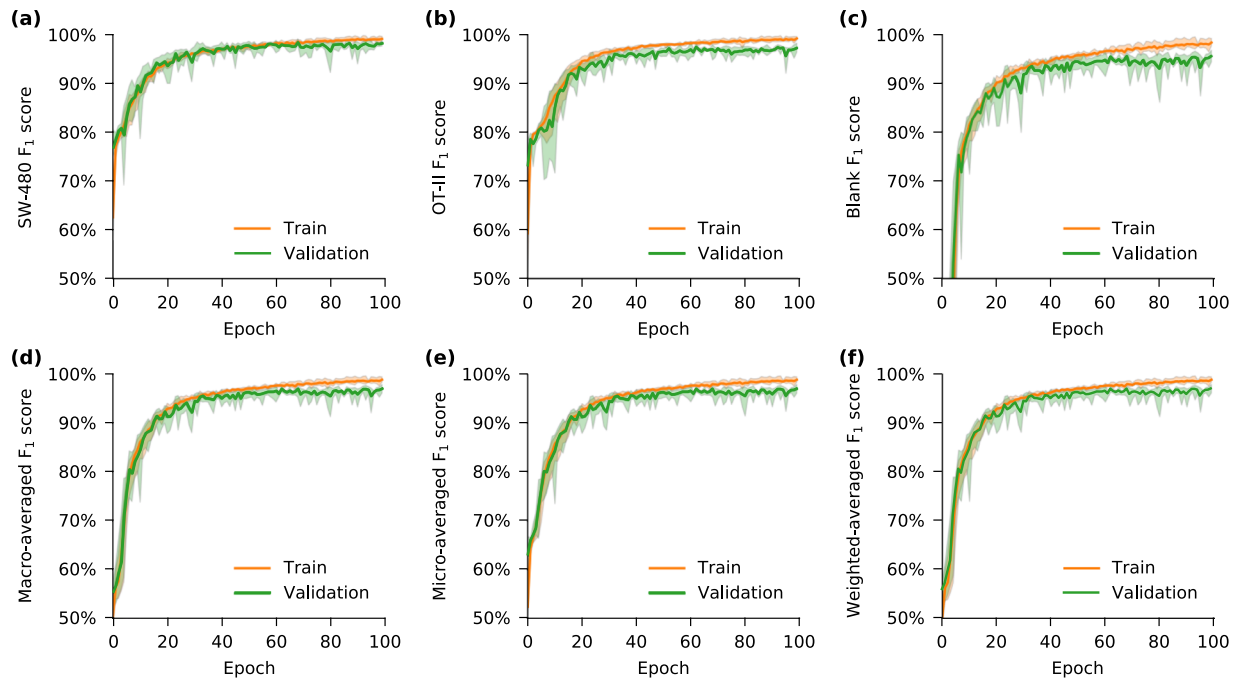 (a)
100%
90%
80%
70%
60%
50%
SW-480 F1 score
Train
Validation
0 20 40 60 80 100
Epoch
(b)
100%
90%
80%
70%
60%
50%
OT-II F1 score
Train
Validation
0 20 40 60 80 100
Epoch
(c)
100%
90%
80%
70%
60%
50%
Blank F1 score
Train
Validation
0 20 40 60 80 100
Epoch
(d)
100%
90%
80%
70%
60%
50%
Macro-averaged F1 score
Train
Validation
0 20 40 60 80 100
Epoch
(e)
100%
90%
80%
70%
60%
50%
Micro-averaged F1 score
Train
Validation
0 20 40 60 80 100
Epoch
(f)
100%
90%
80%
70%
60%
50%
Weighted-averaged F1 score
Train
Validation
0 20 40 60 80 100
Epoch